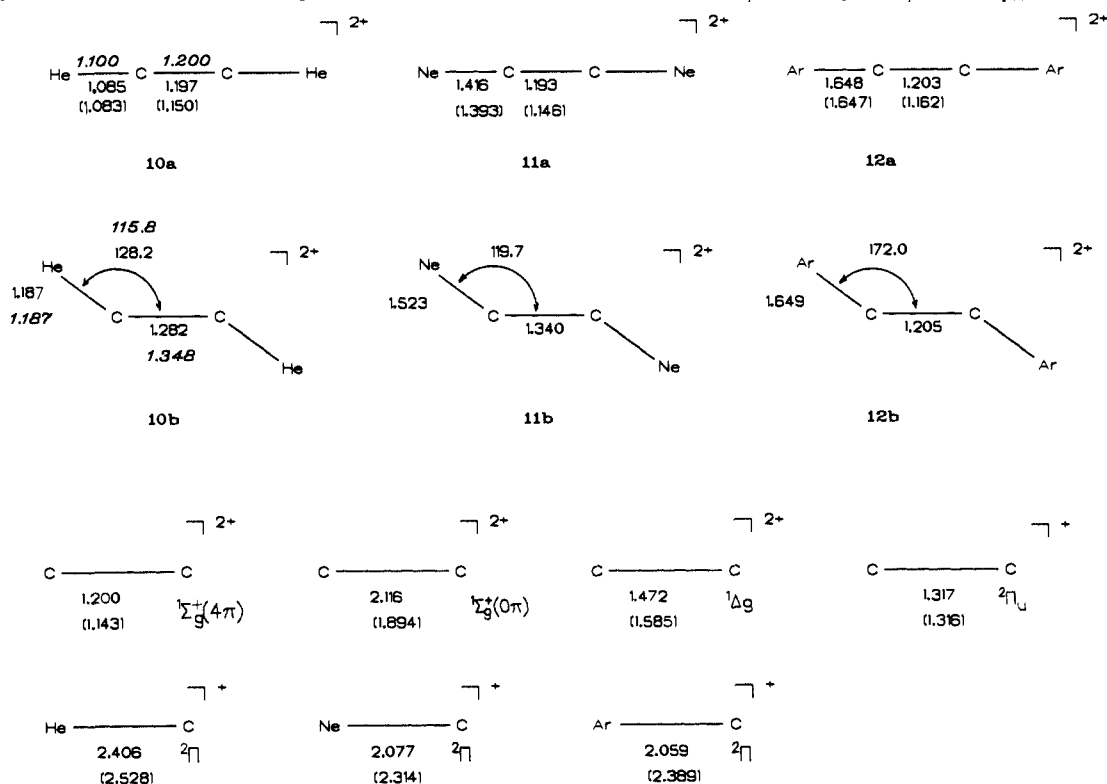 2+ 2+ 2+
He 1.100 C 1.200 C He Ne C C Ne Ar C C Ar
1.085 1.197 1.416 1.193 1.648 1.203
(1.083) (1.150) (1.393) (1.146) (1.647) (1.162)
10a 11a 12a
115.8
128.2 2+ 119.7 2+ 172.0 2+
He Ne Ar
1.187 1.523 1.649
1.187 C 1.282 C C 1.340 C C 1.205 C
1.348
He Ne Ar
10b 11b 12b
2+ 2+ 2+ +
C C C C C C C C
1.200 ¹Σg⁺(4π) 2.116 ¹Σg⁺(0π) 1.472 ¹Δg 1.317 ²Πu
(1.143) (1.894) (1.585) (1.316)
+ + +
He C Ne C Ar C
2.406 ²Π 2.077 ²Π 2.059 ²Π
(2.528) (2.314) (2.389)